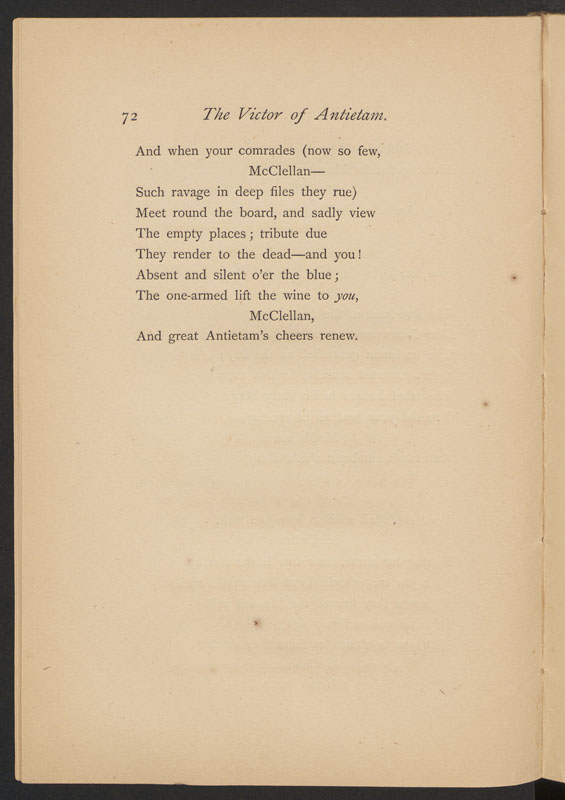 72 The Victor of Antietam.
And when your comrades (now so few,
McClellan—
Such ravage in deep files they rue)
Meet round the board, and sadly view
The empty places ; tribute due
They render to the dead—and you !
Absent and silent o'er the blue ;
The one-armed lift the wine to you,
McClellan,
And great Antietam's cheers renew.